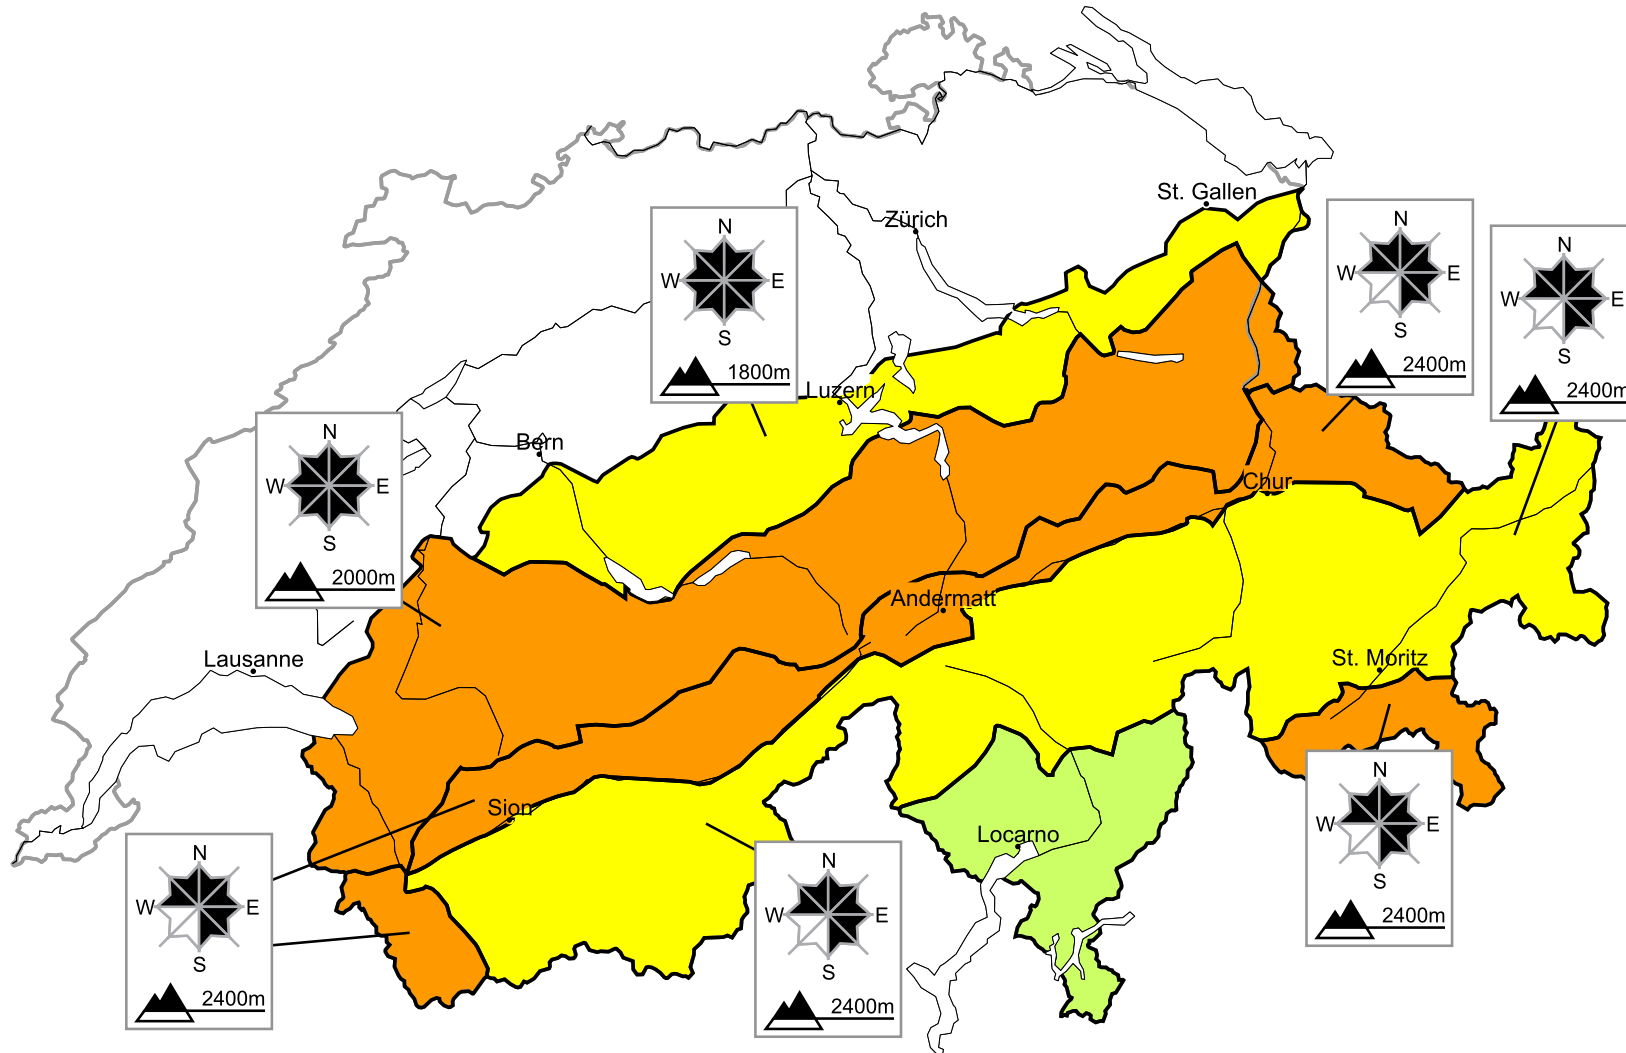 St. Gallen
Zürich
N
W E
S
1800m
N
W E
S
2400m
N
W E
S
2400m
Luzern
Bern
N
W E
S
2000m
Chur
Andermatt
Lausanne
St. Moritz
Sion
Locarno
N
W E
S
2400m
N
W E
S
2400m
N
W E
S
2400m